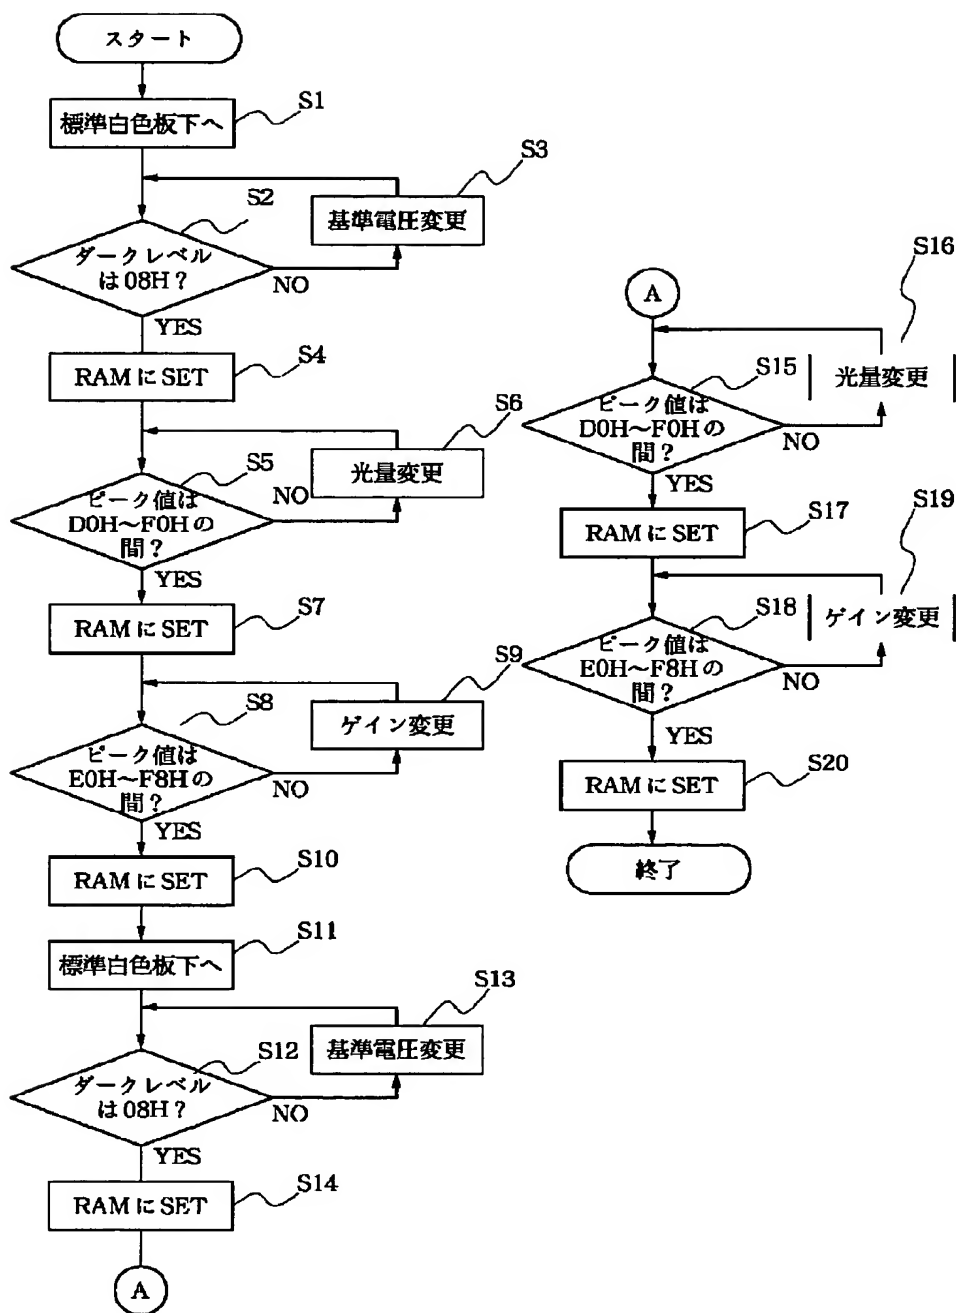 スタート
標準白色板下へ
S1
S3
基準電圧変更
S2
ダークレベル
は08H?
NO
YES
RAMにSET
S4
S6
光量変更
S5
ピーク値は
D0H～F0Hの
間?
NO
YES
RAMにSET
S7
S9
ゲイン変更
S8
ピーク値は
E0H～F8Hの
間?
NO
YES
RAMにSET
S10
標準白色板下へ
S11
S13
基準電圧変更
S12
ダークレベル
は08H?
NO
YES
RAMにSET
S14
A
A
S16
光量変更
S15
ピーク値は
D0H～F0Hの
間?
NO
YES
RAMにSET
S17
S19
ゲイン変更
S18
ピーク値は
E0H～F8Hの
間?
NO
YES
RAMにSET
S20
終了